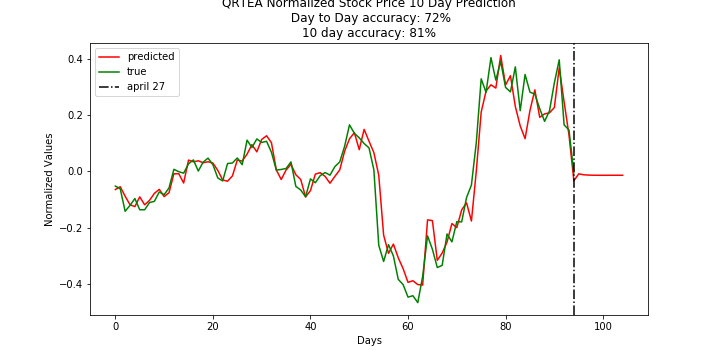 QRTEA Normalized Stock Price 10 Day Prediction
Day to Day accuracy: 72%
10 day accuracy: 81%
predicted
true
april 27
Normalized Values
0.4
0.2
0.0
−0.2
−0.4
0
20
40
60
80
100
Days